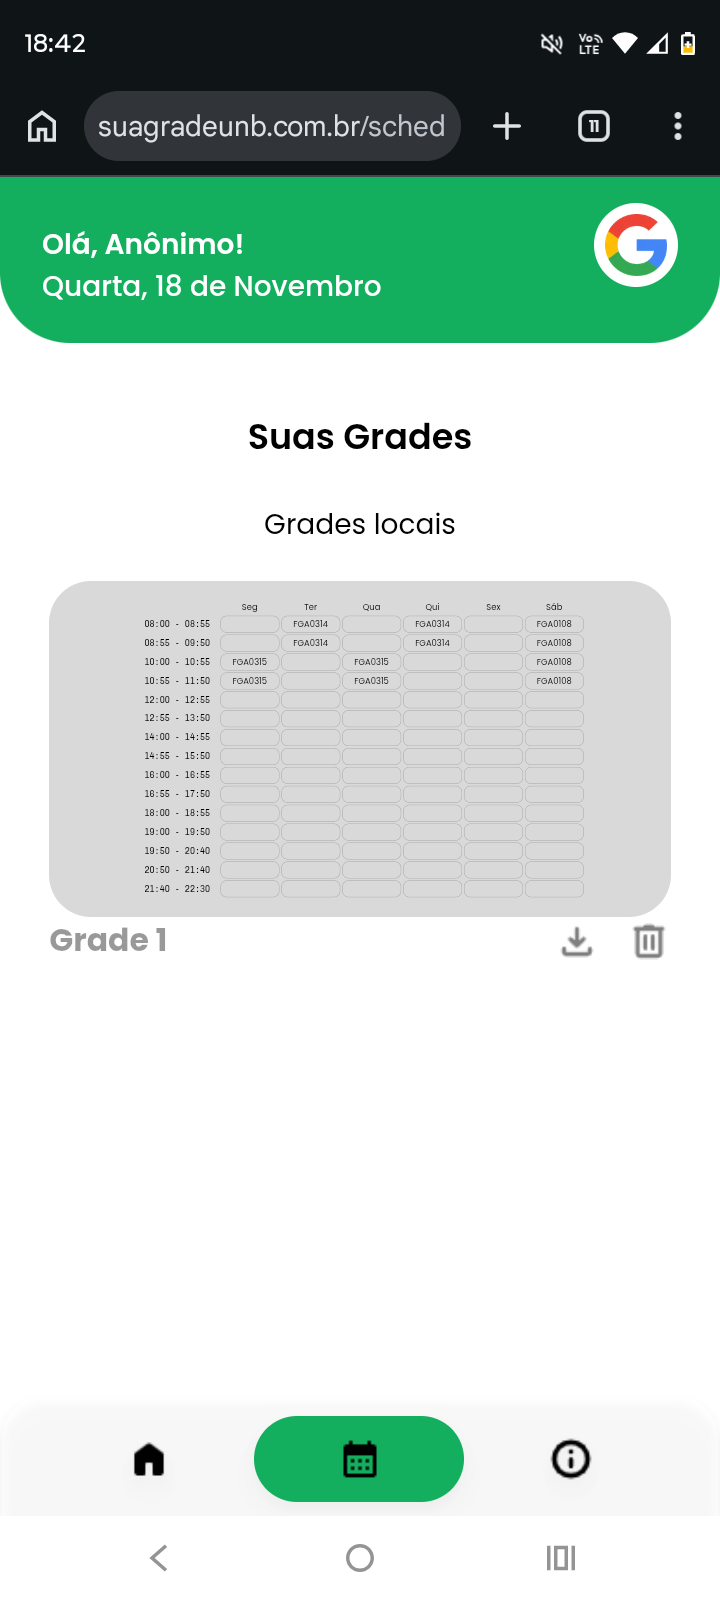 18:42
Vo LTE
suagradeunb.com.br/sched
11
Olá, Anônimo!
Quarta, 18 de Novembro
Suas Grades
Grades locais
Seg Ter Qua Qui Sex Sáb
08:00 - 08:55 FGA0314 FGA0314 FGA0108
08:55 - 09:50 FGA0314 FGA0314 FGA0108
10:00 - 10:55 FGA0315 FGA0315 FGA0108
10:55 - 11:50 FGA0315 FGA0315 FGA0108
12:00 - 12:55
12:55 - 13:50
14:00 - 14:55
14:55 - 15:50
16:00 - 16:55
16:55 - 17:50
18:00 - 18:55
19:00 - 19:50
19:50 - 20:40
20:50 - 21:40
21:40 - 22:30
Grade 1